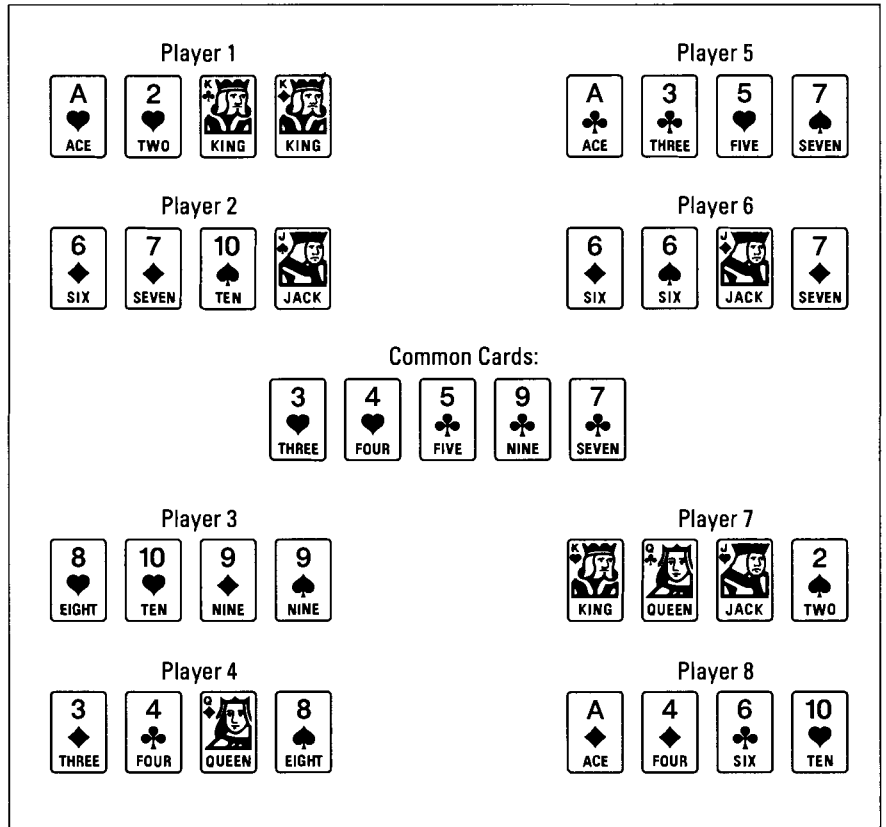 Player 1
A 2 K K
ACE TWO KING KING
Player 5
A 3 5 7
ACE THREE FIVE SEVEN
Player 2
6 7 10 J
SIX SEVEN TEN JACK
Player 6
6 6 J 7
SIX SIX JACK SEVEN
Common Cards:
3 4 5 9 7
THREE FOUR FIVE NINE SEVEN
Player 3
8 10 9 9
EIGHT TEN NINE NINE
Player 7
K Q J 2
KING QUEEN JACK TWO
Player 4
3 4 Q 8
THREE FOUR QUEEN EIGHT
Player 8
A 4 6 10
ACE FOUR SIX TEN